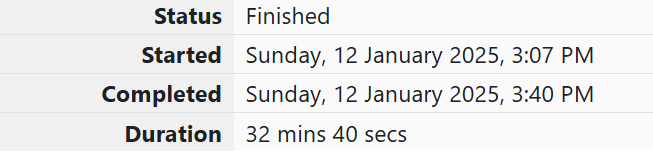 Status Finished
Started Sunday, 12 January 2025, 3:07 PM
Completed Sunday, 12 January 2025, 3:40 PM
Duration 32 mins 40 secs